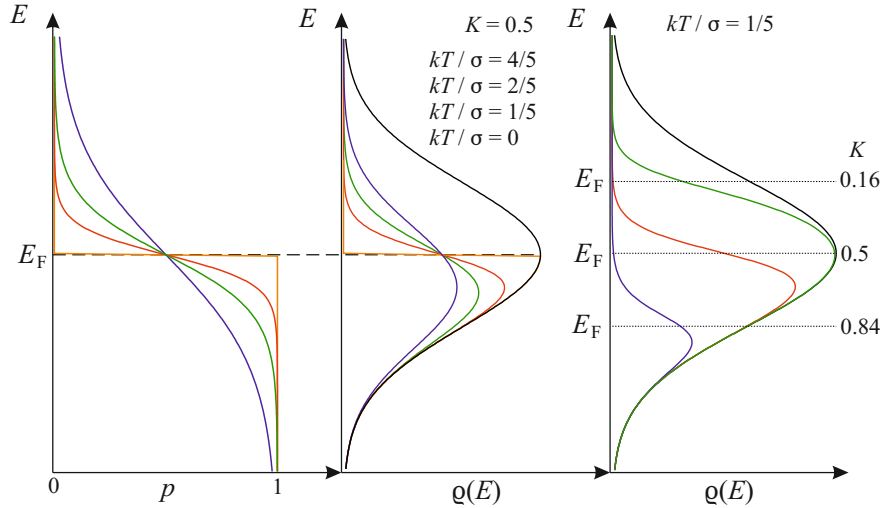 E
E_F
0
p
1
E
K = 0.5
kT / σ = 4/5
kT / σ = 2/5
kT / σ = 1/5
kT / σ = 0
ϱ(E)
E
kT / σ = 1/5
K
E_F 0.16
E_F 0.5
E_F 0.84
ϱ(E)